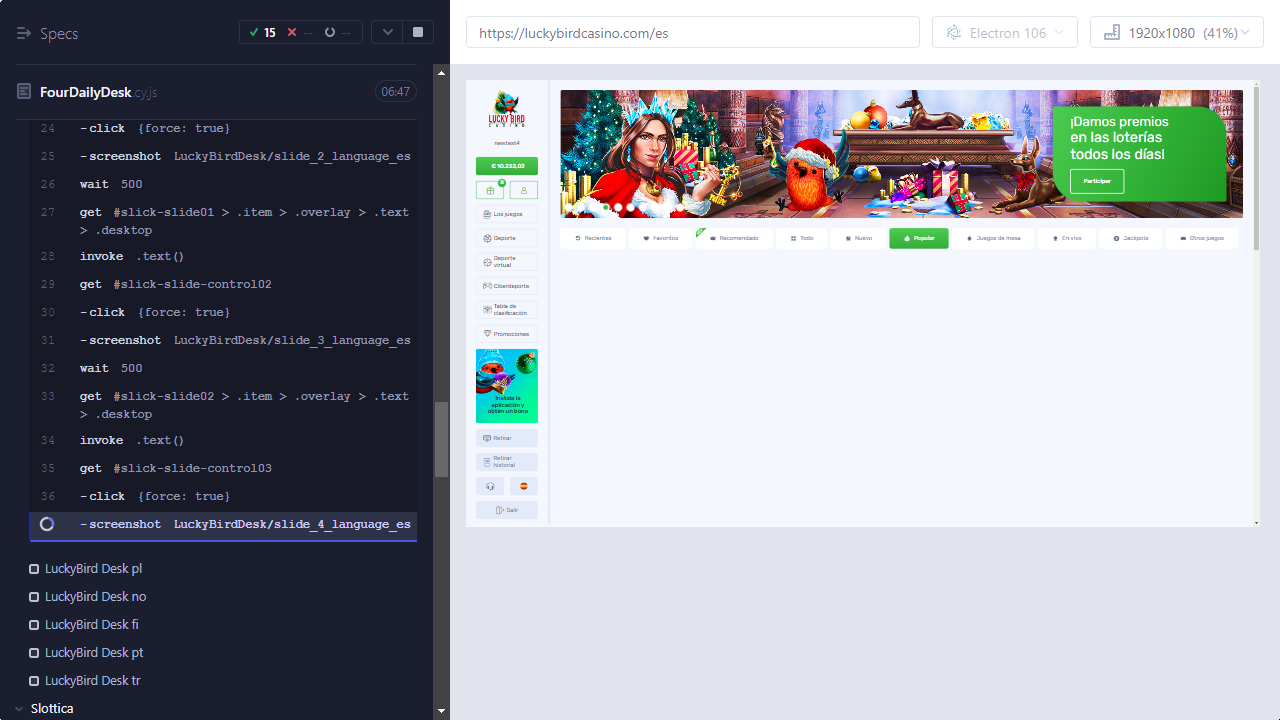 Specs
15
--
--
FourDailyDesk.cy.js
06:47
24 -click {force: true}
25 -screenshot LuckyBirdDesk/slide_2_language_es
26 wait 500
27 get #slick-slide01 > .item > .overlay > .text
> .desktop
28 invoke .text()
29 get #slick-slide-control02
30 -click {force: true}
31 -screenshot LuckyBirdDesk/slide_3_language_es
32 wait 500
33 get #slick-slide02 > .item > .overlay > .text
> .desktop
34 invoke .text()
35 get #slick-slide-control03
36 -click {force: true}
-screenshot LuckyBirdDesk/slide_4_language_es
LuckyBird Desk pl
LuckyBird Desk no
LuckyBird Desk fi
LuckyBird Desk pt
LuckyBird Desk tr
Slottica
https://luckybirdcasino.com/es
Electron 106
1920x1080 (41%)
LUCKY BIRD
CASINO
newtest4
€ 10.232,02
Los juegos
Deporte
Deporte
virtual
Ciberdeporte
Tabla de
clasificación
Promociones
Instala la
aplicación y
obten un bono
Retirar
Retirar
historial
Salir
¡Damos premios
en las loterías
todos los días!
Participar
Recientes
Favoritos
Recomendado
Todo
Nuevo
Popular
Juegos de mesa
En vivo
Jackpots
Otros juegos